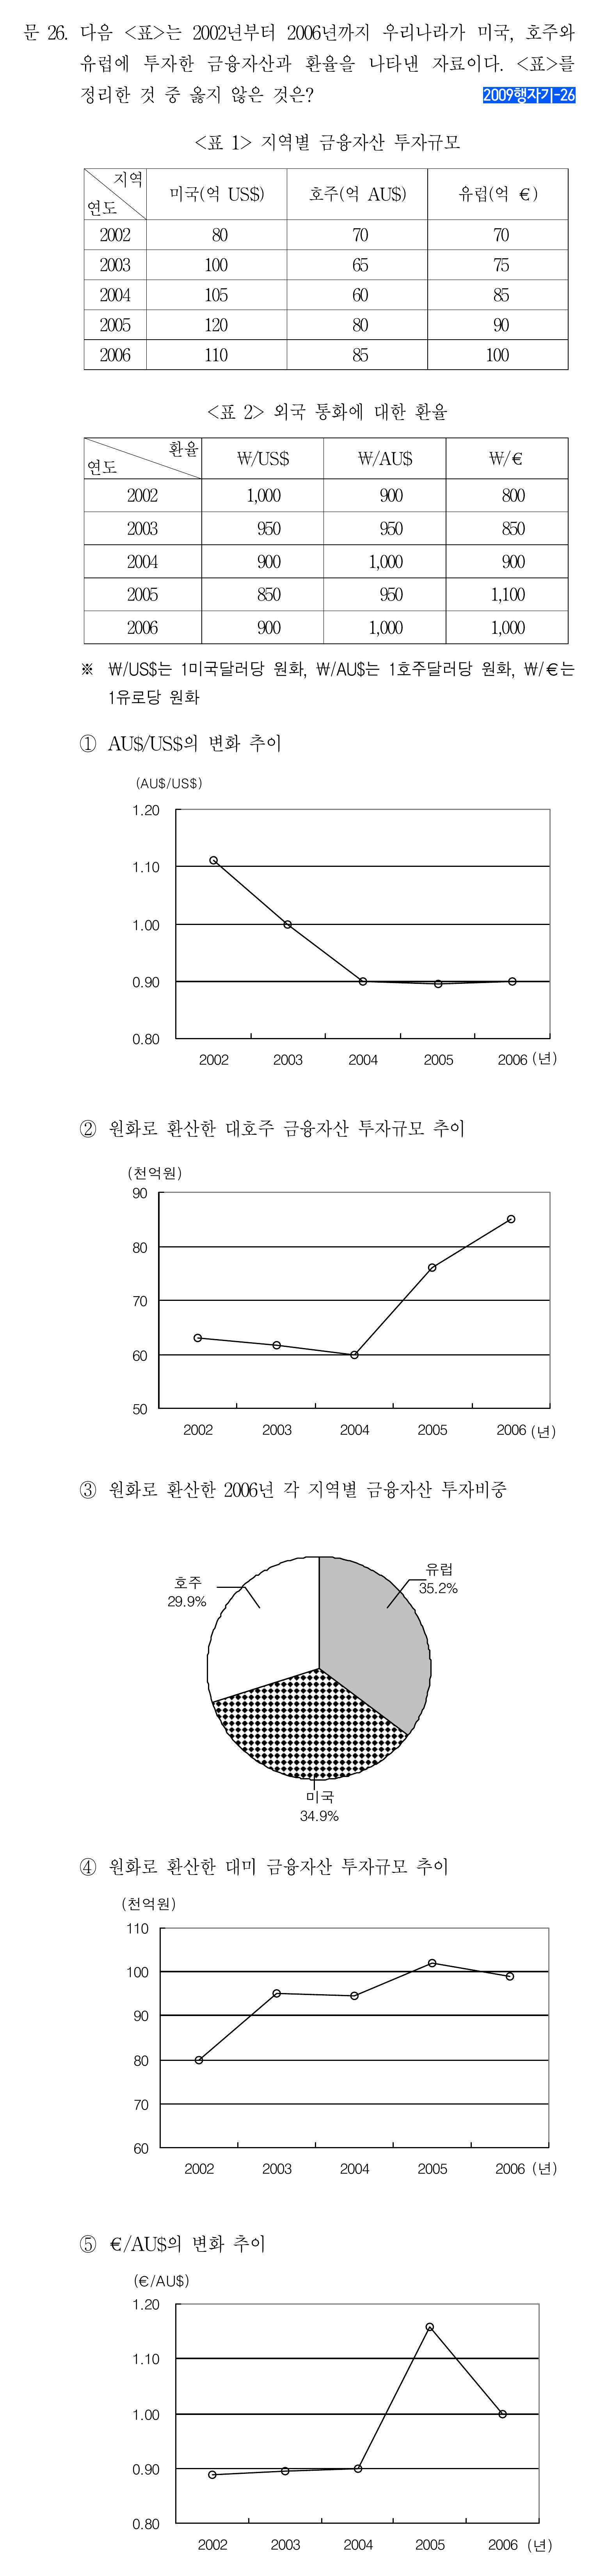 문 26. 다음 <표>는 2002년부터 2006년까지 우리나라가 미국, 호주와
유럽에 투자한 금융자산과 환율을 나타낸 자료이다. <표>를
정리한 것 중 옳지 않은 것은? 2009행자기-26
<표 1> 지역별 금융자산 투자규모
지역
연도 미국(억 US$) 호주(억 AU$) 유럽(억 €)
2002 80 70 70
2003 100 65 75
2004 105 60 85
2005 120 80 90
2006 110 85 100
<표 2> 외국 통화에 대한 환율
환율
연도 ₩/US$ ₩/AU$ ₩/€
2002 1,000 900 800
2003 950 950 850
2004 900 1,000 900
2005 850 950 1,100
2006 900 1,000 1,000
※ ₩/US$는 1미국달러당 원화, ₩/AU$는 1호주달러당 원화, ₩/€는
1유로당 원화
① AU$/US$의 변화 추이
(AU$/US$)
1.20
1.10
1.00
0.90
0.80
2002 2003 2004 2005 2006 (년)
② 원화로 환산한 대호주 금융자산 투자규모 추이
(천억원)
90
80
70
60
50
2002 2003 2004 2005 2006 (년)
③ 원화로 환산한 2006년 각 지역별 금융자산 투자비중
유럽
35.2%
호주
29.9%
미국
34.9%
④ 원화로 환산한 대미 금융자산 투자규모 추이
(천억원)
110
100
90
80
70
60
2002 2003 2004 2005 2006 (년)
⑤ €/AU$의 변화 추이
(€/AU$)
1.20
1.10
1.00
0.90
0.80
2002 2003 2004 2005 2006 (년)